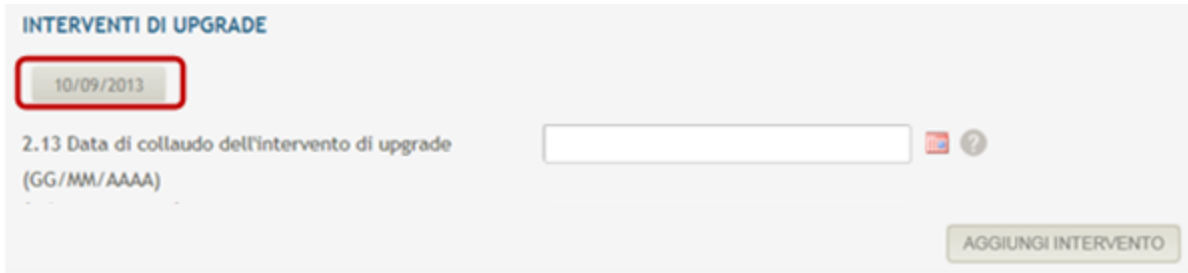 INTERVENTI DI UPGRADE
10/09/2013
2.13 Data di collaudo dell'intervento di upgrade
(GG/MM/AAAA)
?
AGGIUNGI INTERVENTO